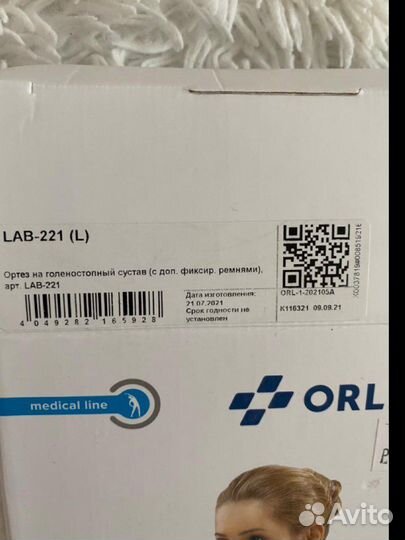 LAB-221 (L)
Ортез на голеностопный сустав (с доп. фиксир. ремнями),
арт. LAB-221
4 049282 165928
Дата изготовления:
21.07.2021
Срок годности не
установлен
ORL-1-202105A
K116321 09.09.21
medical line
ORL
Avito